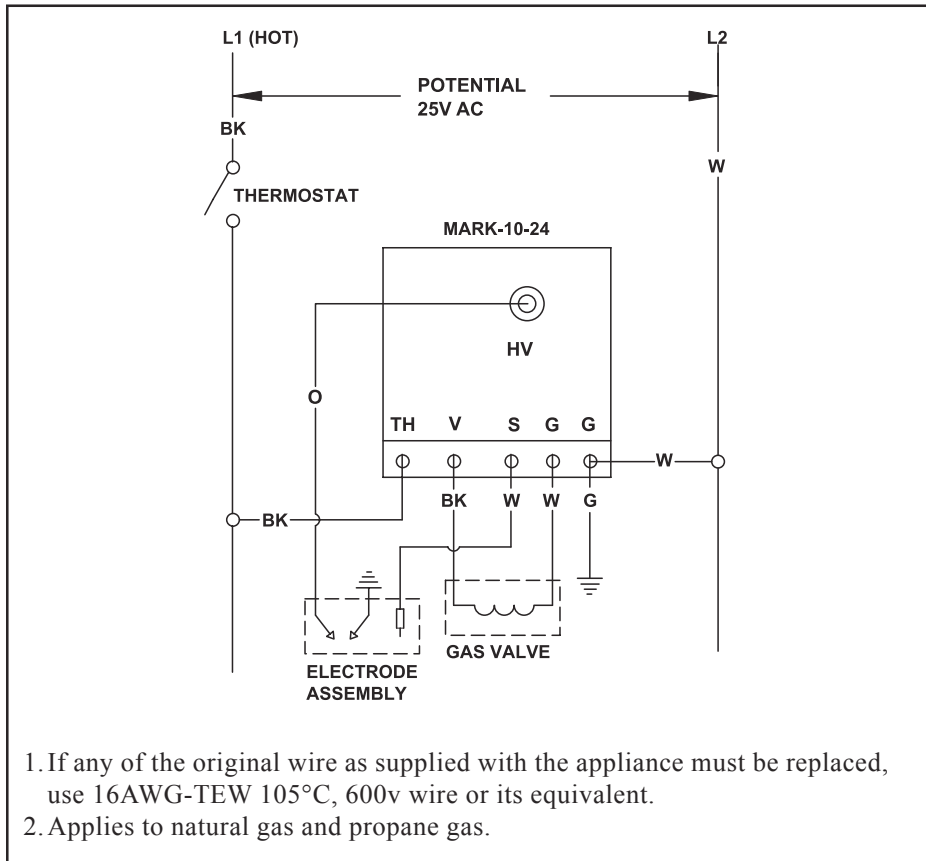 L1 (HOT)
L2
POTENTIAL
25V AC
BK
W
THERMOSTAT
MARK-10-24
HV
O
TH V S G G
W
BK W W G
BK
GAS VALVE
ELECTRODE
ASSEMBLY
1. If any of the original wire as supplied with the appliance must be replaced,
use 16AWG-TEW 105°C, 600v wire or its equivalent.
2. Applies to natural gas and propane gas.